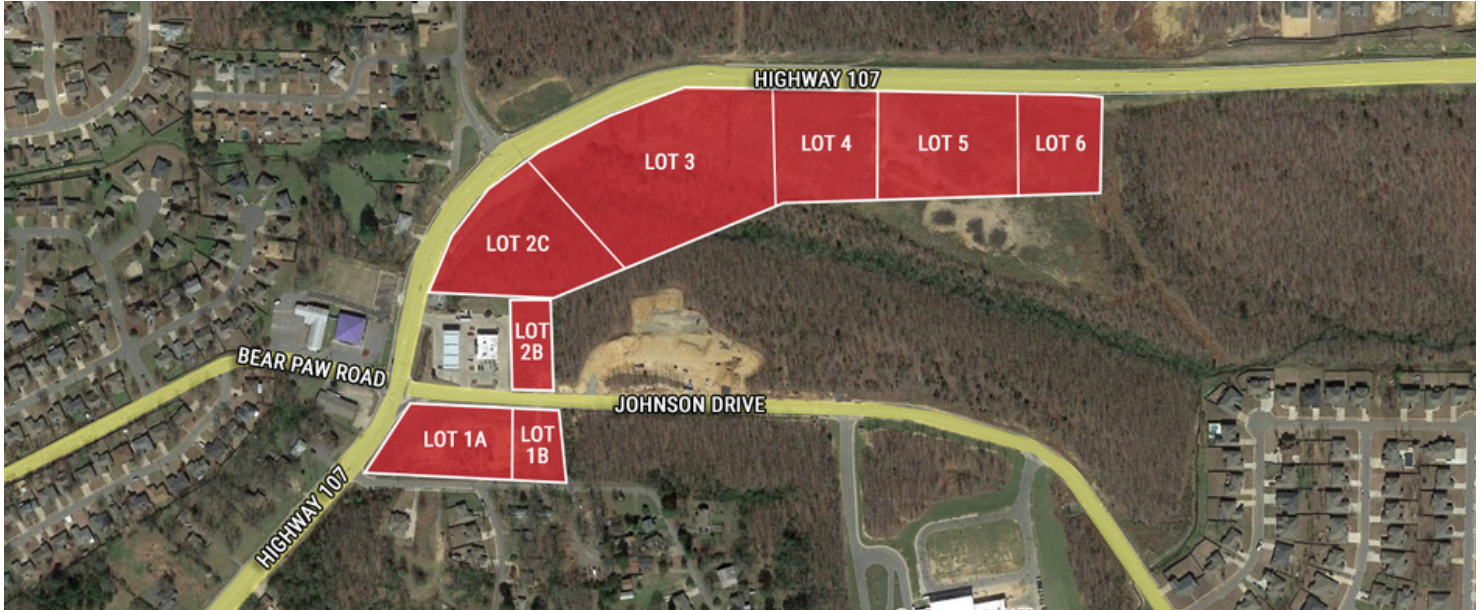 HIGHWAY 107
LOT 3
LOT 4
LOT 5
LOT 6
LOT 2C
LOT
2B
BEAR PAW ROAD
JOHNSON DRIVE
LOT 1A
LOT
1B
HIGHWAY 107